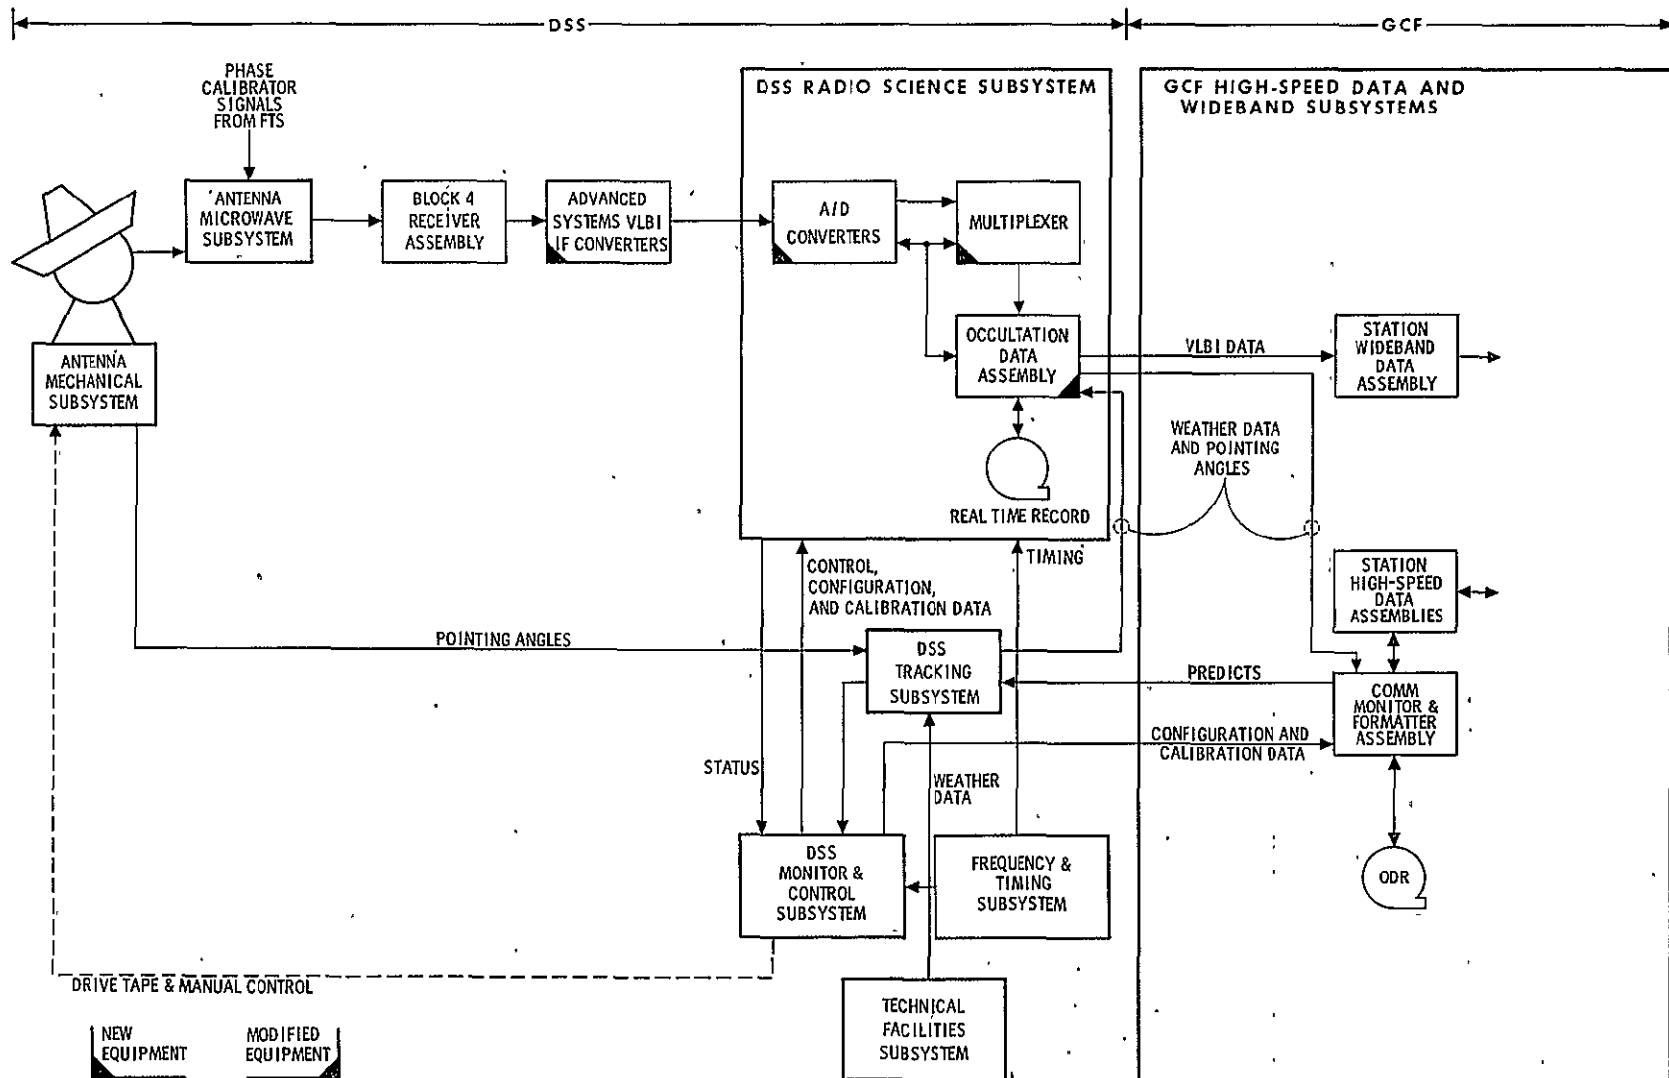 DSS
GCF
PHASE
CALIBRATOR
SIGNALS
FROM FTS
DSS RADIO SCIENCE SUBSYSTEM
GCF HIGH-SPEED DATA AND
WIDEBAND SUBSYSTEMS
ANTENNA
MICROWAVE
SUBSYSTEM
BLOCK 4
RECEIVER
ASSEMBLY
ADVANCED
SYSTEMS VLBI
IF CONVERTERS
A/D
CONVERTERS
MULTIPLEXER
OCCULTATION
DATA
ASSEMBLY
VLBI DATA
STATION
WIDEBAND
DATA
ASSEMBLY
ANTENNA
MECHANICAL
SUBSYSTEM
WEATHER DATA
AND POINTING
ANGLES
REAL TIME RECORD
CONTROL,
CONFIGURATION,
AND CALIBRATION DATA
TIMING
STATION
HIGH-SPEED
DATA
ASSEMBLIES
POINTING ANGLES
DSS
TRACKING
SUBSYSTEM
PREDICTS
COMM
MONITOR &
FORMATTER
ASSEMBLY
CONFIGURATION AND
CALIBRATION DATA
STATUS
WEATHER
DATA
DSS
MONITOR &
CONTROL
SUBSYSTEM
FREQUENCY &
TIMING
SUBSYSTEM
ODR
DRIVE TAPE & MANUAL CONTROL
TECHNICAL
FACILITIES
SUBSYSTEM
NEW
EQUIPMENT
MODIFIED
EQUIPMENT